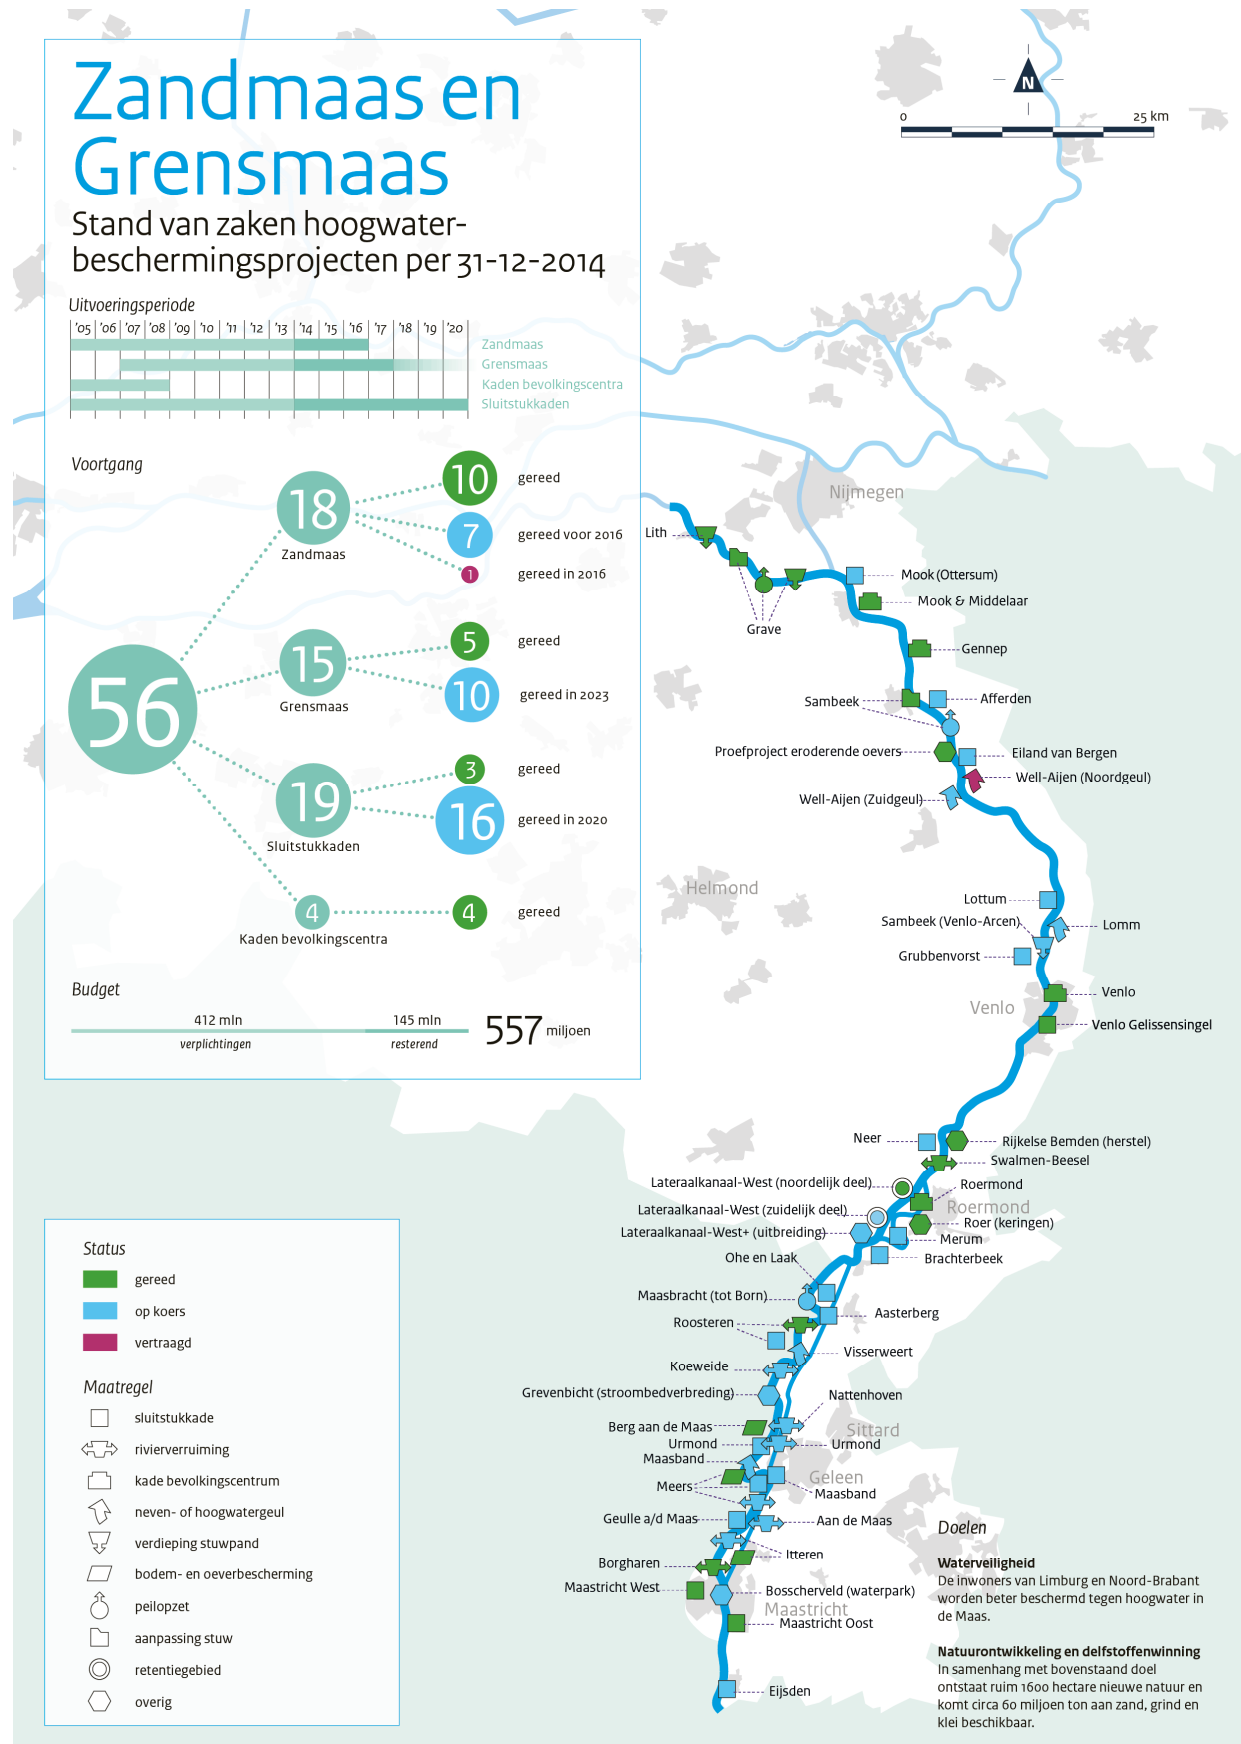 Zandmaas en
Grensmaas
Stand van zaken hoogwater-
beschermingsprojecten per 31-12-2014
Uitvoeringsperiode
'05 '06 '07 '08 '09 '10 '11 '12 '13 '14 '15 '16 '17 '18 '19 '20
Zandmaas
Grensmaas
Kaden bevolkingscentra
Sluitstukkaden
Voortgang
56
18
Zandmaas
10 gereed
7 gereed voor 2016
1 gereed in 2016
15
Grensmaas
5 gereed
10 gereed in 2023
19
Sluitstukkaden
3 gereed
16 gereed in 2020
4
Kaden bevolkingscentra
4 gereed
Budget
412 mln
verplichtingen
145 mln
resterend
557 miljoen
N
0 25 km
Nijmegen
Lith
Grave
Mook (Ottersum)
Mook & Middelaar
Gennep
Sambeek
Afferden
Proefproject eroderende oevers
Eiland van Bergen
Well-Aijen (Noordgeul)
Well-Aijen (Zuidgeul)
Helmond
Lottum
Sambeek (Venlo-Arcen)
Lomm
Grubbenvorst
Venlo
Venlo
Venlo Gelissensingel
Neer
Rijkelse Bemden (herstel)
Swalmen-Beesel
Lateraalkanaal-West (noordelijk deel)
Roermond
Roermond
Lateraalkanaal-West (zuidelijk deel)
Roer (keringen)
Lateraalkanaal-West+ (uitbreiding)
Merum
Ohe en Laak
Brachterbeek
Maasbracht (tot Born)
Aasterberg
Roosteren
Visserweert
Koeweide
Grevenbicht (stroombedverbreding)
Nattenhoven
Berg aan de Maas
Sittard
Urmond
Urmond
Maasband
Geleen
Meers
Maasband
Geulle a/d Maas
Aan de Maas
Itteren
Borgharen
Maastricht West
Bosscherveld (waterpark)
Maastricht
Maastricht Oost
Eijsden
Status
gereed
op koers
vertraagd
Maatregel
sluitstukkade
rivierverruiming
kade bevolkingscentrum
neven- of hoogwatergeul
verdieping stuwpand
bodem- en oeverbescherming
peilopzet
aanpassing stuw
retentiegebied
overig
Doelen
Waterveiligheid
De inwoners van Limburg en Noord-Brabant
worden beter beschermd tegen hoogwater in
de Maas.
Natuurontwikkeling en delfstoffenwinning
In samenhang met bovenstaand doel
ontstaat ruim 1600 hectare nieuwe natuur en
komt circa 60 miljoen ton aan zand, grind en
klei beschikbaar.